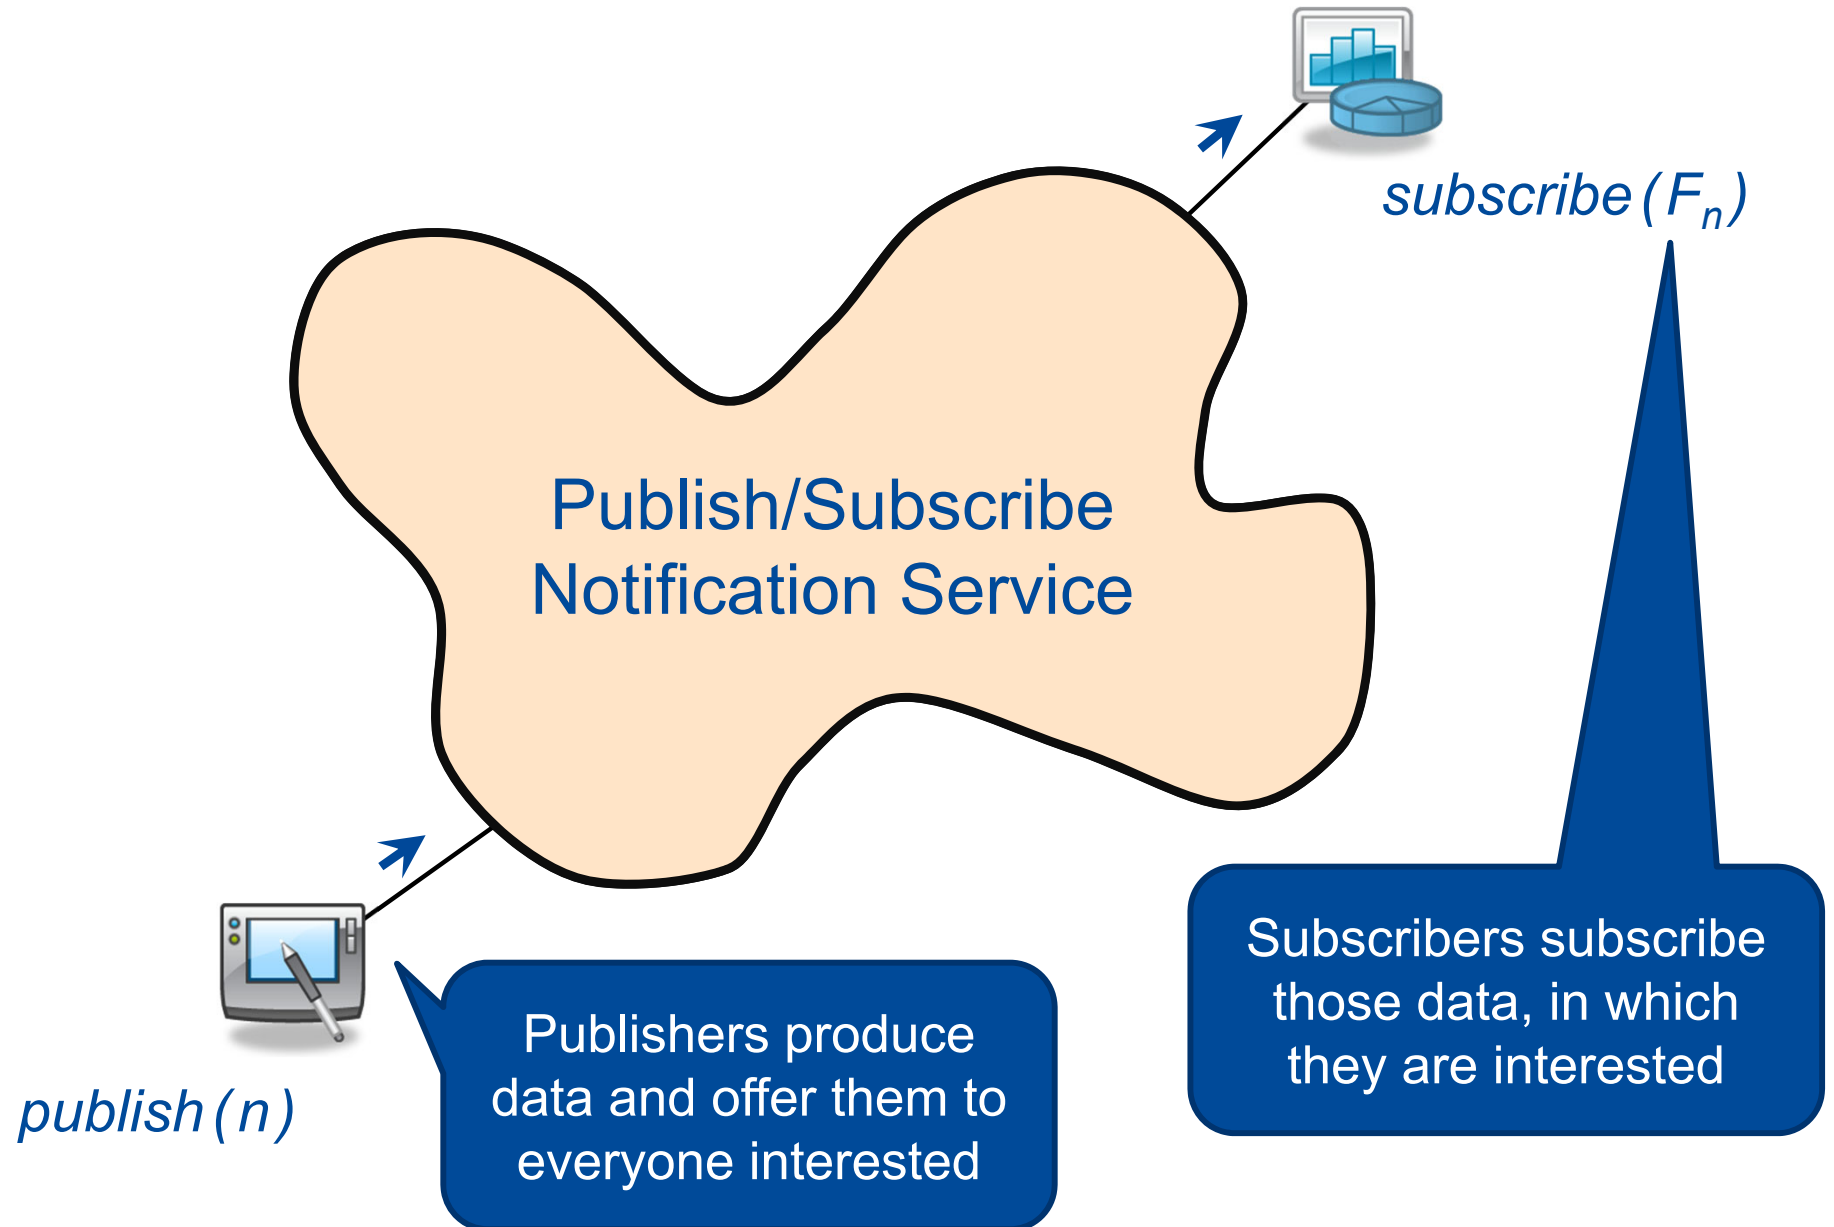 subscribe(Fn)
Publish/Subscribe
Notification Service
Subscribers subscribe
those data, in which
they are interested
Publishers produce
data and offer them to
everyone interested
publish(n)